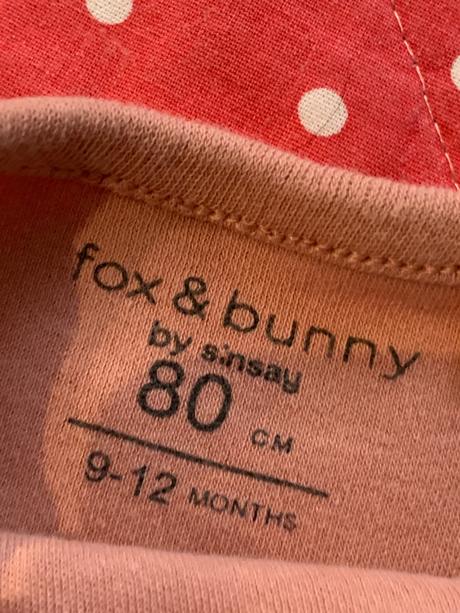 fox & bunny
by sinsay
80 CM
9-12 MONTHS